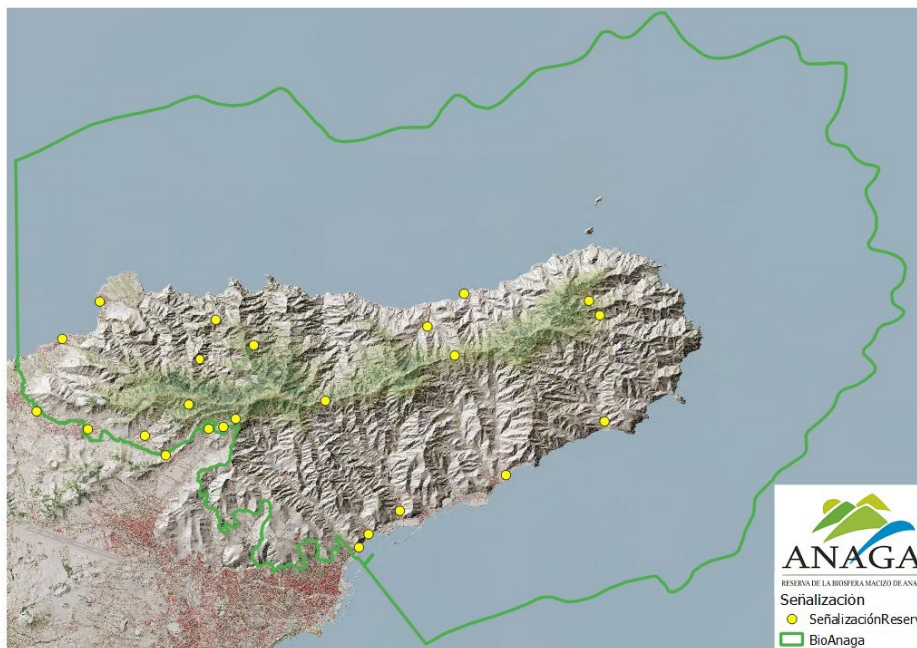 ANAGA
RESERVA DE LA BIOSFERA MACIZO DE ANA
Señalización
SeñalizaciónReserv
BioAnaga